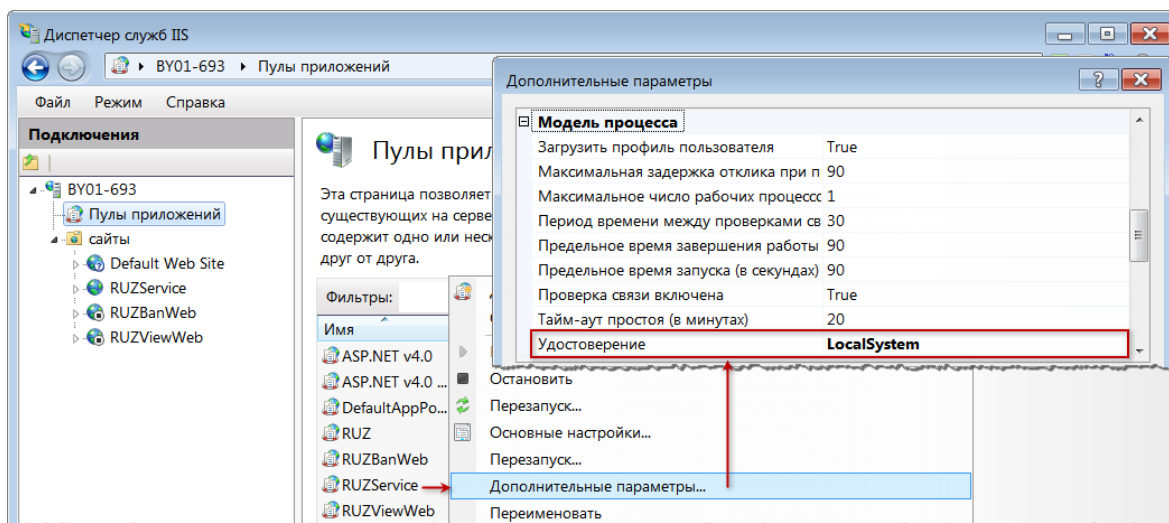 Диспетчер служб IIS
BY01-693 Пулы приложений
Файл Режим Справка
Подключения
BY01-693
Пулы приложений
сайты
Default Web Site
RUZService
RUZBanWeb
RUZViewWeb
Пулы прил
Эта страница позволяет
существующих на серве
содержит одно или неск
друг от друга.
Фильтры:
Имя
ASP.NET v4.0
ASP.NET v4.0 ...
DefaultAppPo...
RUZ
RUZBanWeb
RUZService
RUZViewWeb
Остановить
Перезапуск...
Основные настройки...
Перезапуск...
Дополнительные параметры...
Переименовать
Дополнительные параметры
Модель процесса
Загрузить профиль пользователя True
Максимальная задержка отклика при п 90
Максимальное число рабочих процессс 1
Период времени между проверками св 30
Предельное время завершения работы 90
Предельное время запуска (в секундах) 90
Проверка связи включена True
Тайм-аут простоя (в минутах) 20
Удостоверение LocalSystem